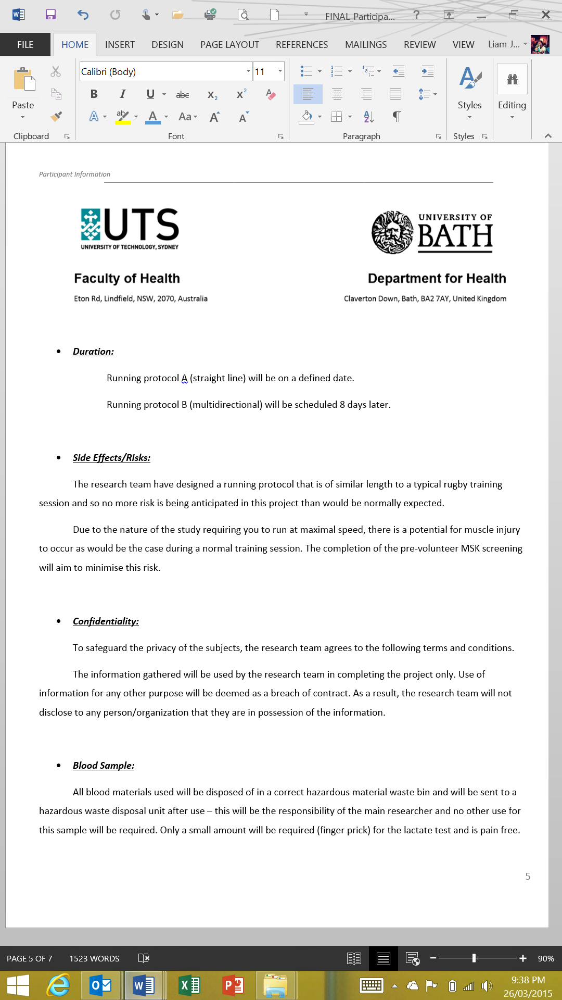 FINAL_Participa...
?
FILE
HOME
INSERT
DESIGN
PAGE LAYOUT
REFERENCES
MAILINGS
REVIEW
VIEW
Liam J...
Calibri (Body)
11
Paste
B I U abc X2 X2
A ab A Aa A A
Styles
Editing
Clipboard
Font
Paragraph
Styles
Participant Information
UTS
UNIVERSITY OF TECHNOLOGY, SYDNEY
UNIVERSITY OF
BATH
Faculty of Health
Department for Health
Eton Rd, Lindfield, NSW, 2070, Australia
Claverton Down, Bath, BA2 7AY, United Kingdom
• Duration:
Running protocol A (straight line) will be on a defined date.
Running protocol B (multidirectional) will be scheduled 8 days later.
• Side Effects/Risks:
The research team have designed a running protocol that is of similar length to a typical rugby training
session and so no more risk is being anticipated in this project than would be normally expected.
Due to the nature of the study requiring you to run at maximal speed, there is a potential for muscle injury
to occur as would be the case during a normal training session. The completion of the pre-volunteer MSK screening
will aim to minimise this risk.
• Confidentiality:
To safeguard the privacy of the subjects, the research team agrees to the following terms and conditions.
The information gathered will be used by the research team in completing the project only. Use of
information for any other purpose will be deemed as a breach of contract. As a result, the research team will not
disclose to any person/organization that they are in possession of the information.
• Blood Sample:
All blood materials used will be disposed of in a correct hazardous material waste bin and will be sent to a
hazardous waste disposal unit after use – this will be the responsibility of the main researcher and no other use for
this sample will be required. Only a small amount will be required (finger prick) for the lactate test and is pain free.
5
PAGE 5 OF 7
1523 WORDS
90%
9:38 PM
26/03/2015